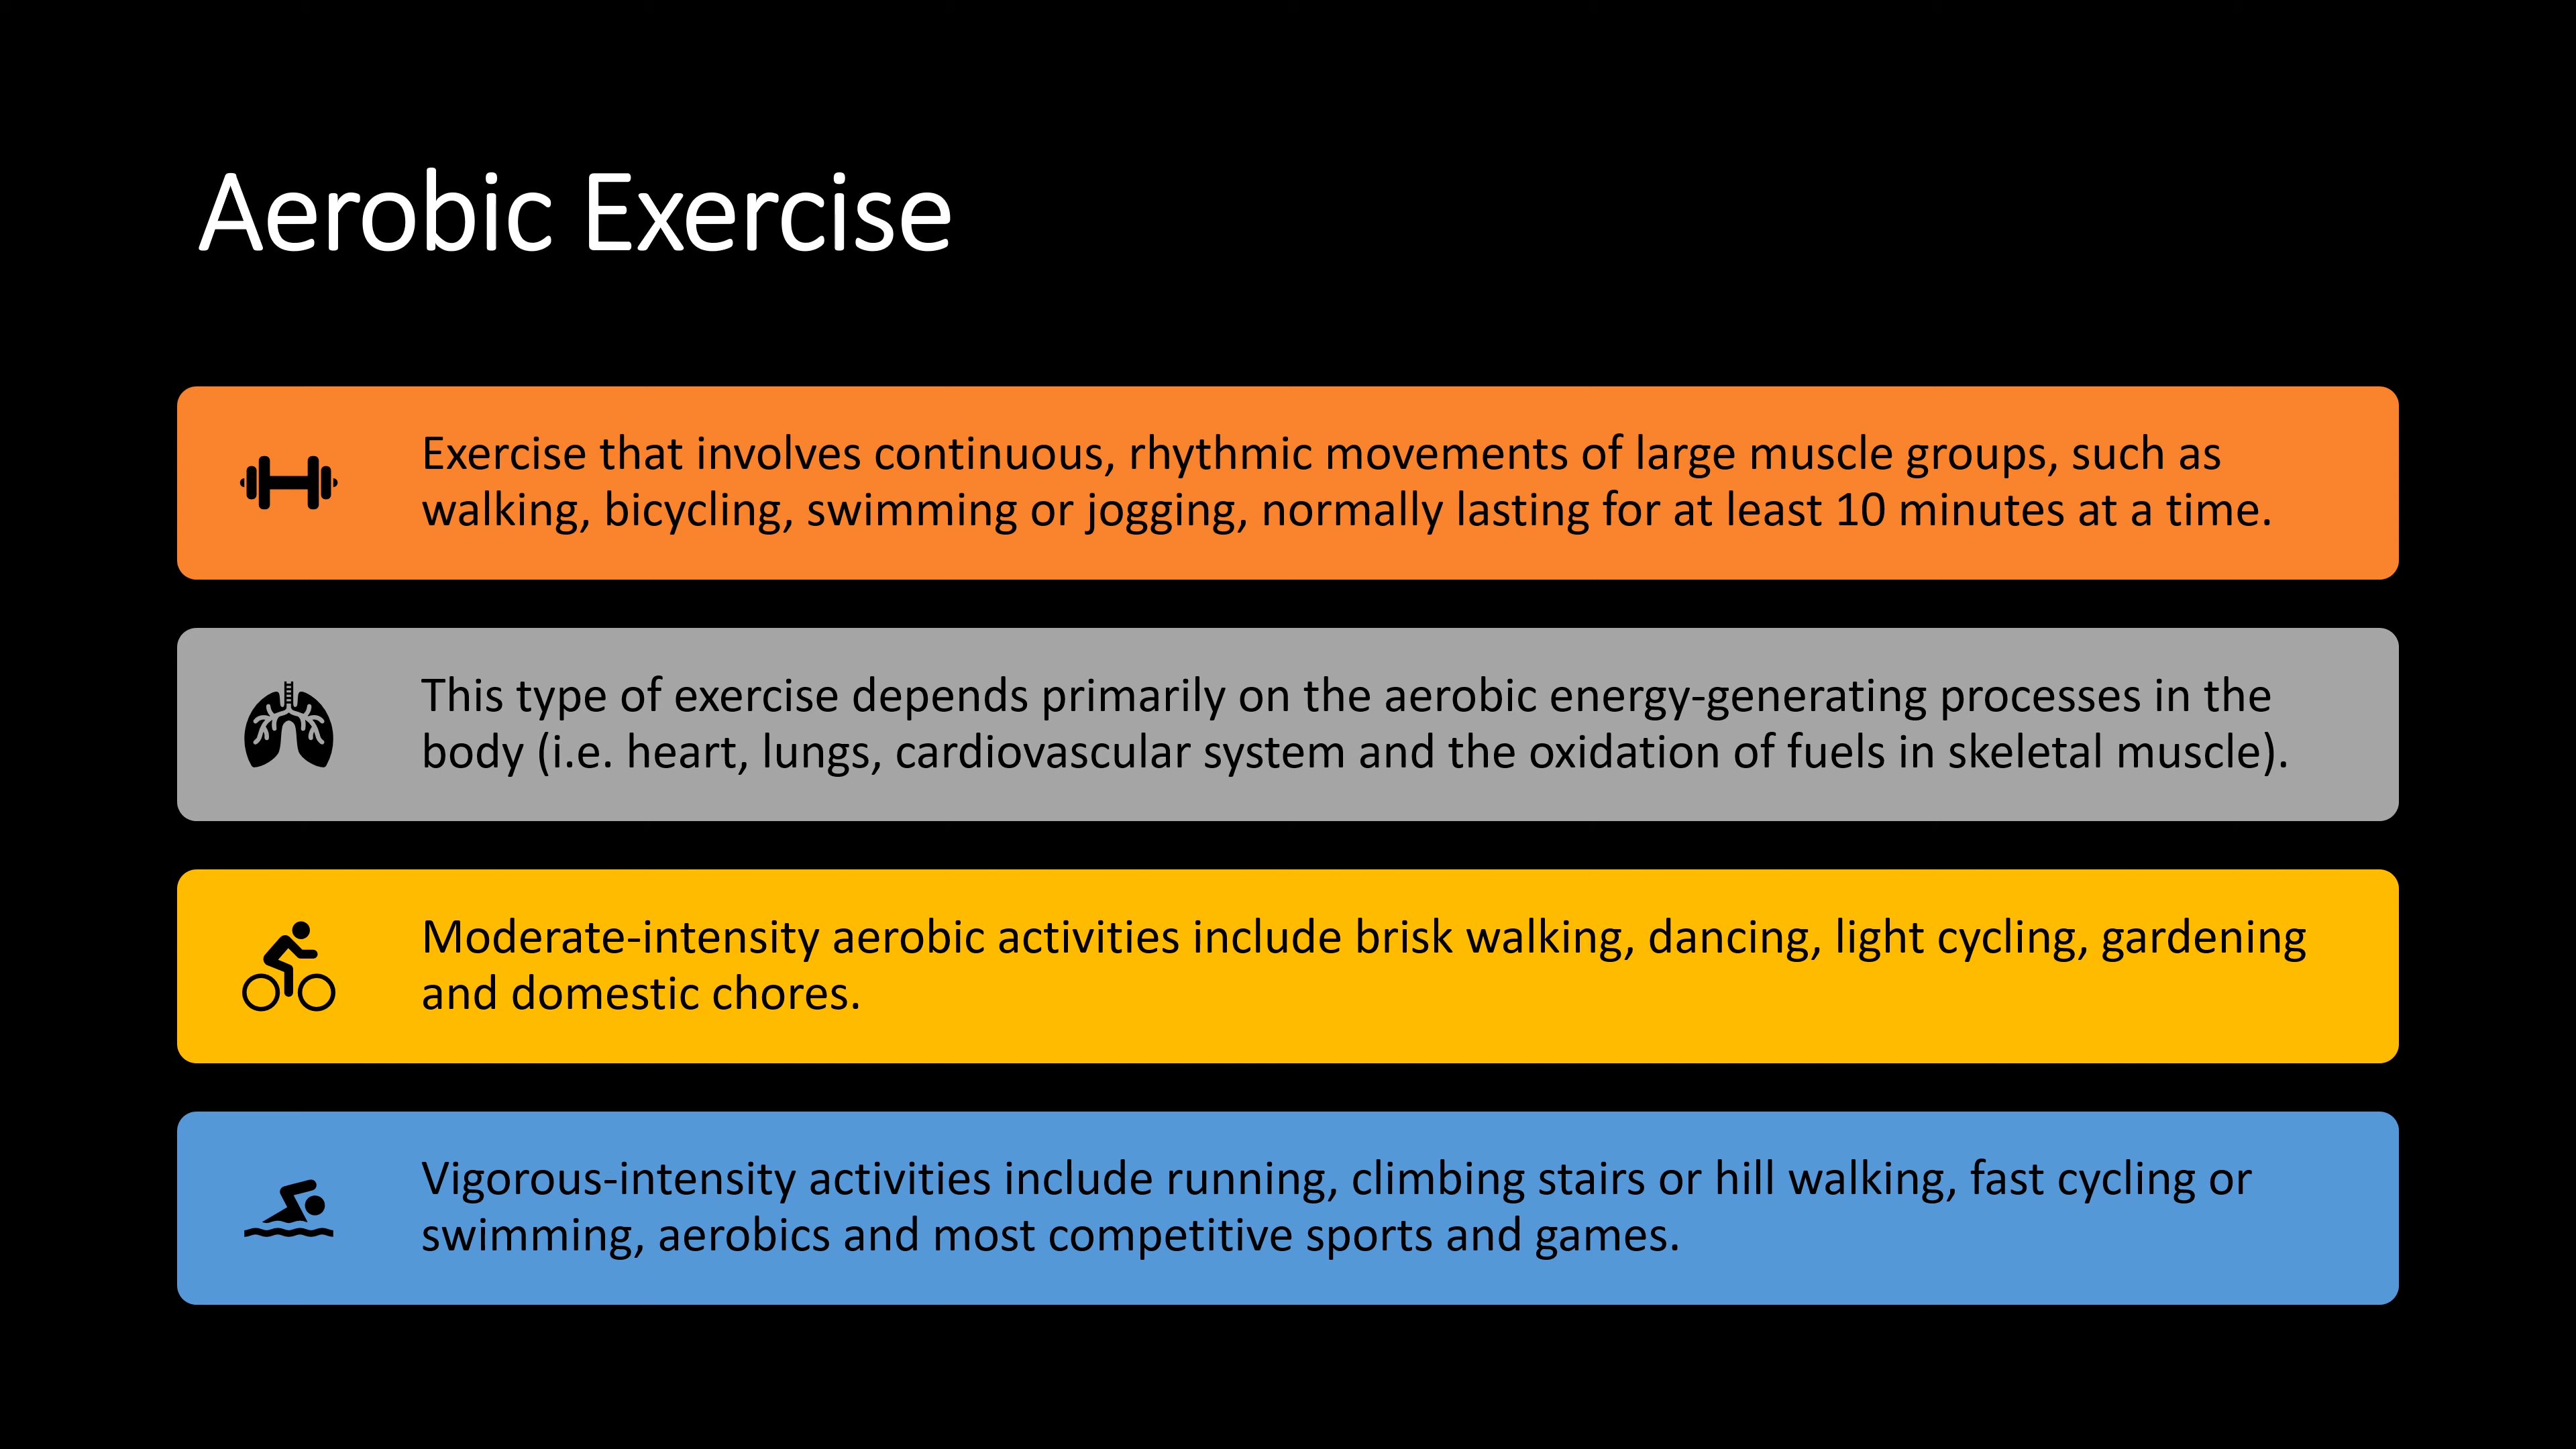 Aerobic Exercise
Exercise that involves continuous, rhythmic movements of large muscle groups, such as
walking, bicycling, swimming or jogging, normally lasting for at least 10 minutes at a time.
This type of exercise depends primarily on the aerobic energy-generating processes in the
body (i.e. heart, lungs, cardiovascular system and the oxidation of fuels in skeletal muscle).
Moderate-intensity aerobic activities include brisk walking, dancing, light cycling, gardening
and domestic chores.
Vigorous-intensity activities include running, climbing stairs or hill walking, fast cycling or
swimming, aerobics and most competitive sports and games.